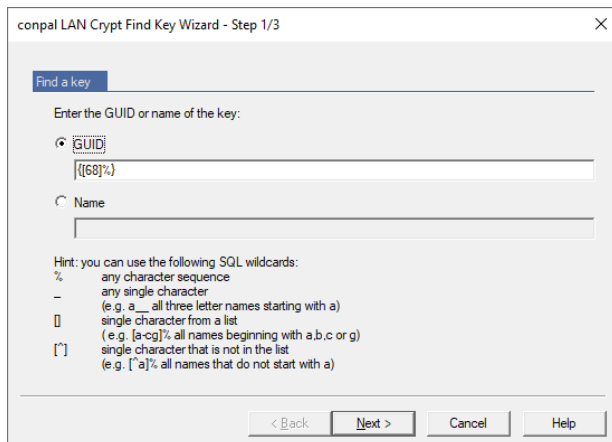 conpal LAN Crypt Find Key Wizard - Step 1/3
Find a key
Enter the GUID or name of the key:
GUID
{[68]%}
Name
Hint: you can use the following SQL wildcards:
% any character sequence
_ any single character
(e.g. a__ all three letter names starting with a)
[] single character from a list
( e.g. [a-cg]% all names beginning with a,b,c or g)
[^] single character that is not in the list
(e.g. [^a]% all names that do not start with a)
< Back Next > Cancel Help